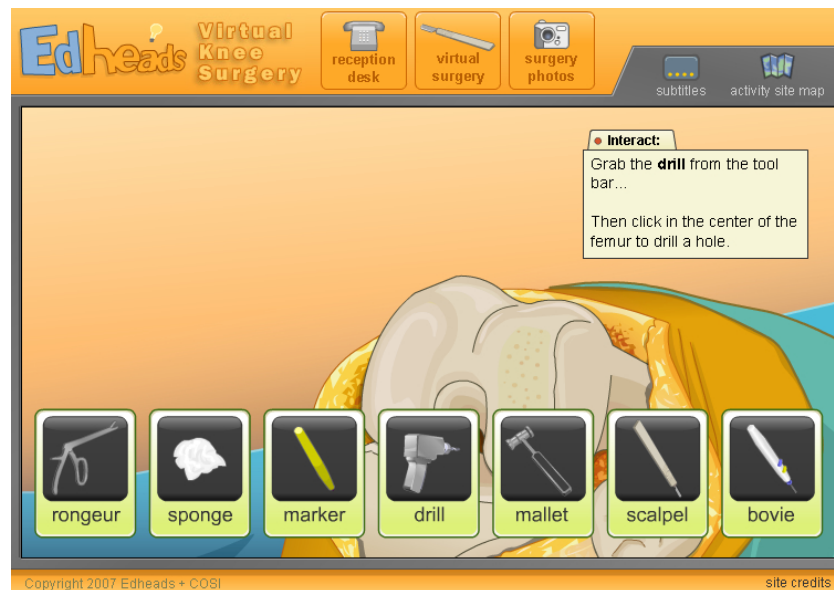 Edheads
Virtual
Knee
Surgery
reception
desk
virtual
surgery
surgery
photos
subtitles
activity site map
Interact:
Grab the drill from the tool
bar...
Then click in the center of the
femur to drill a hole.
rongeur
sponge
marker
drill
mallet
scalpel
bovie
Copyright 2007 Edheads + COSI
site credits